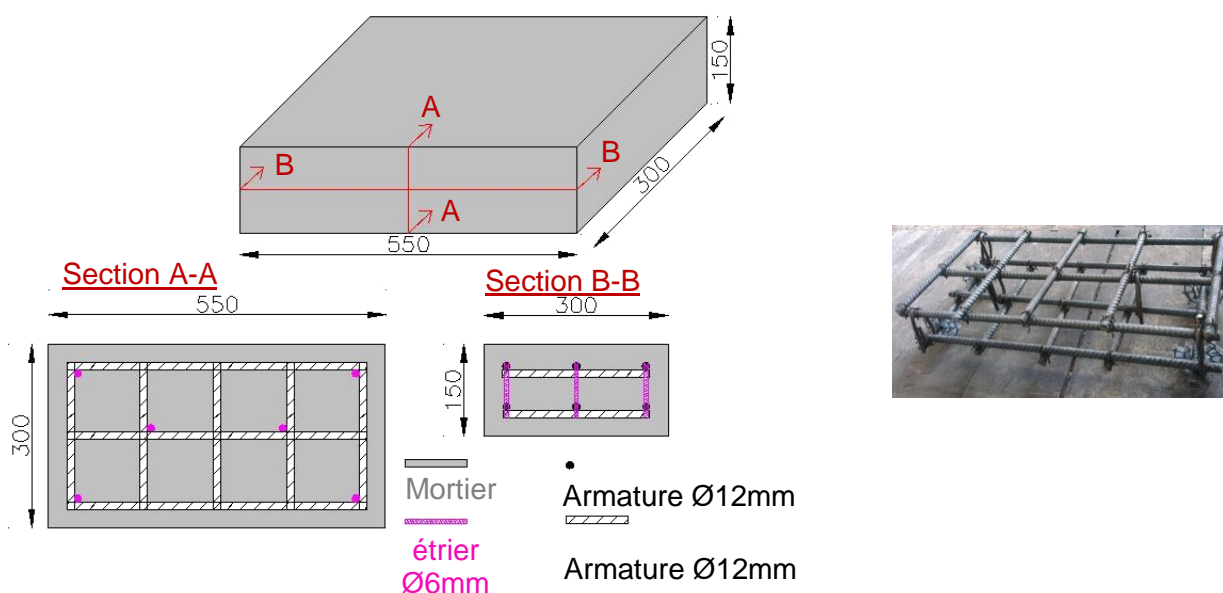 A
B
B
A
150
300
550
Section A-A
550
300
Section B-B
300
150
Mortier
étrier
Ø6mm
Armature Ø12mm
Armature Ø12mm